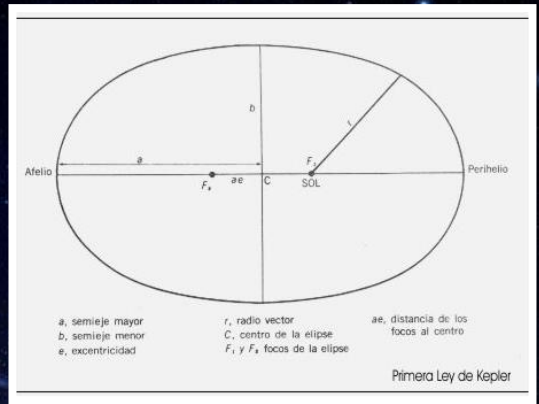 b
r
a
Afelio
F₂
ae
C
F₁
SOL
Perihelio
a, semieje mayor
b, semieje menor
e, excentricidad
r, radio vector
C, centro de la elipse
F₁ y F₂ focos de la elipse
ae, distancia de los
focos al centro
Primera Ley de Kepler